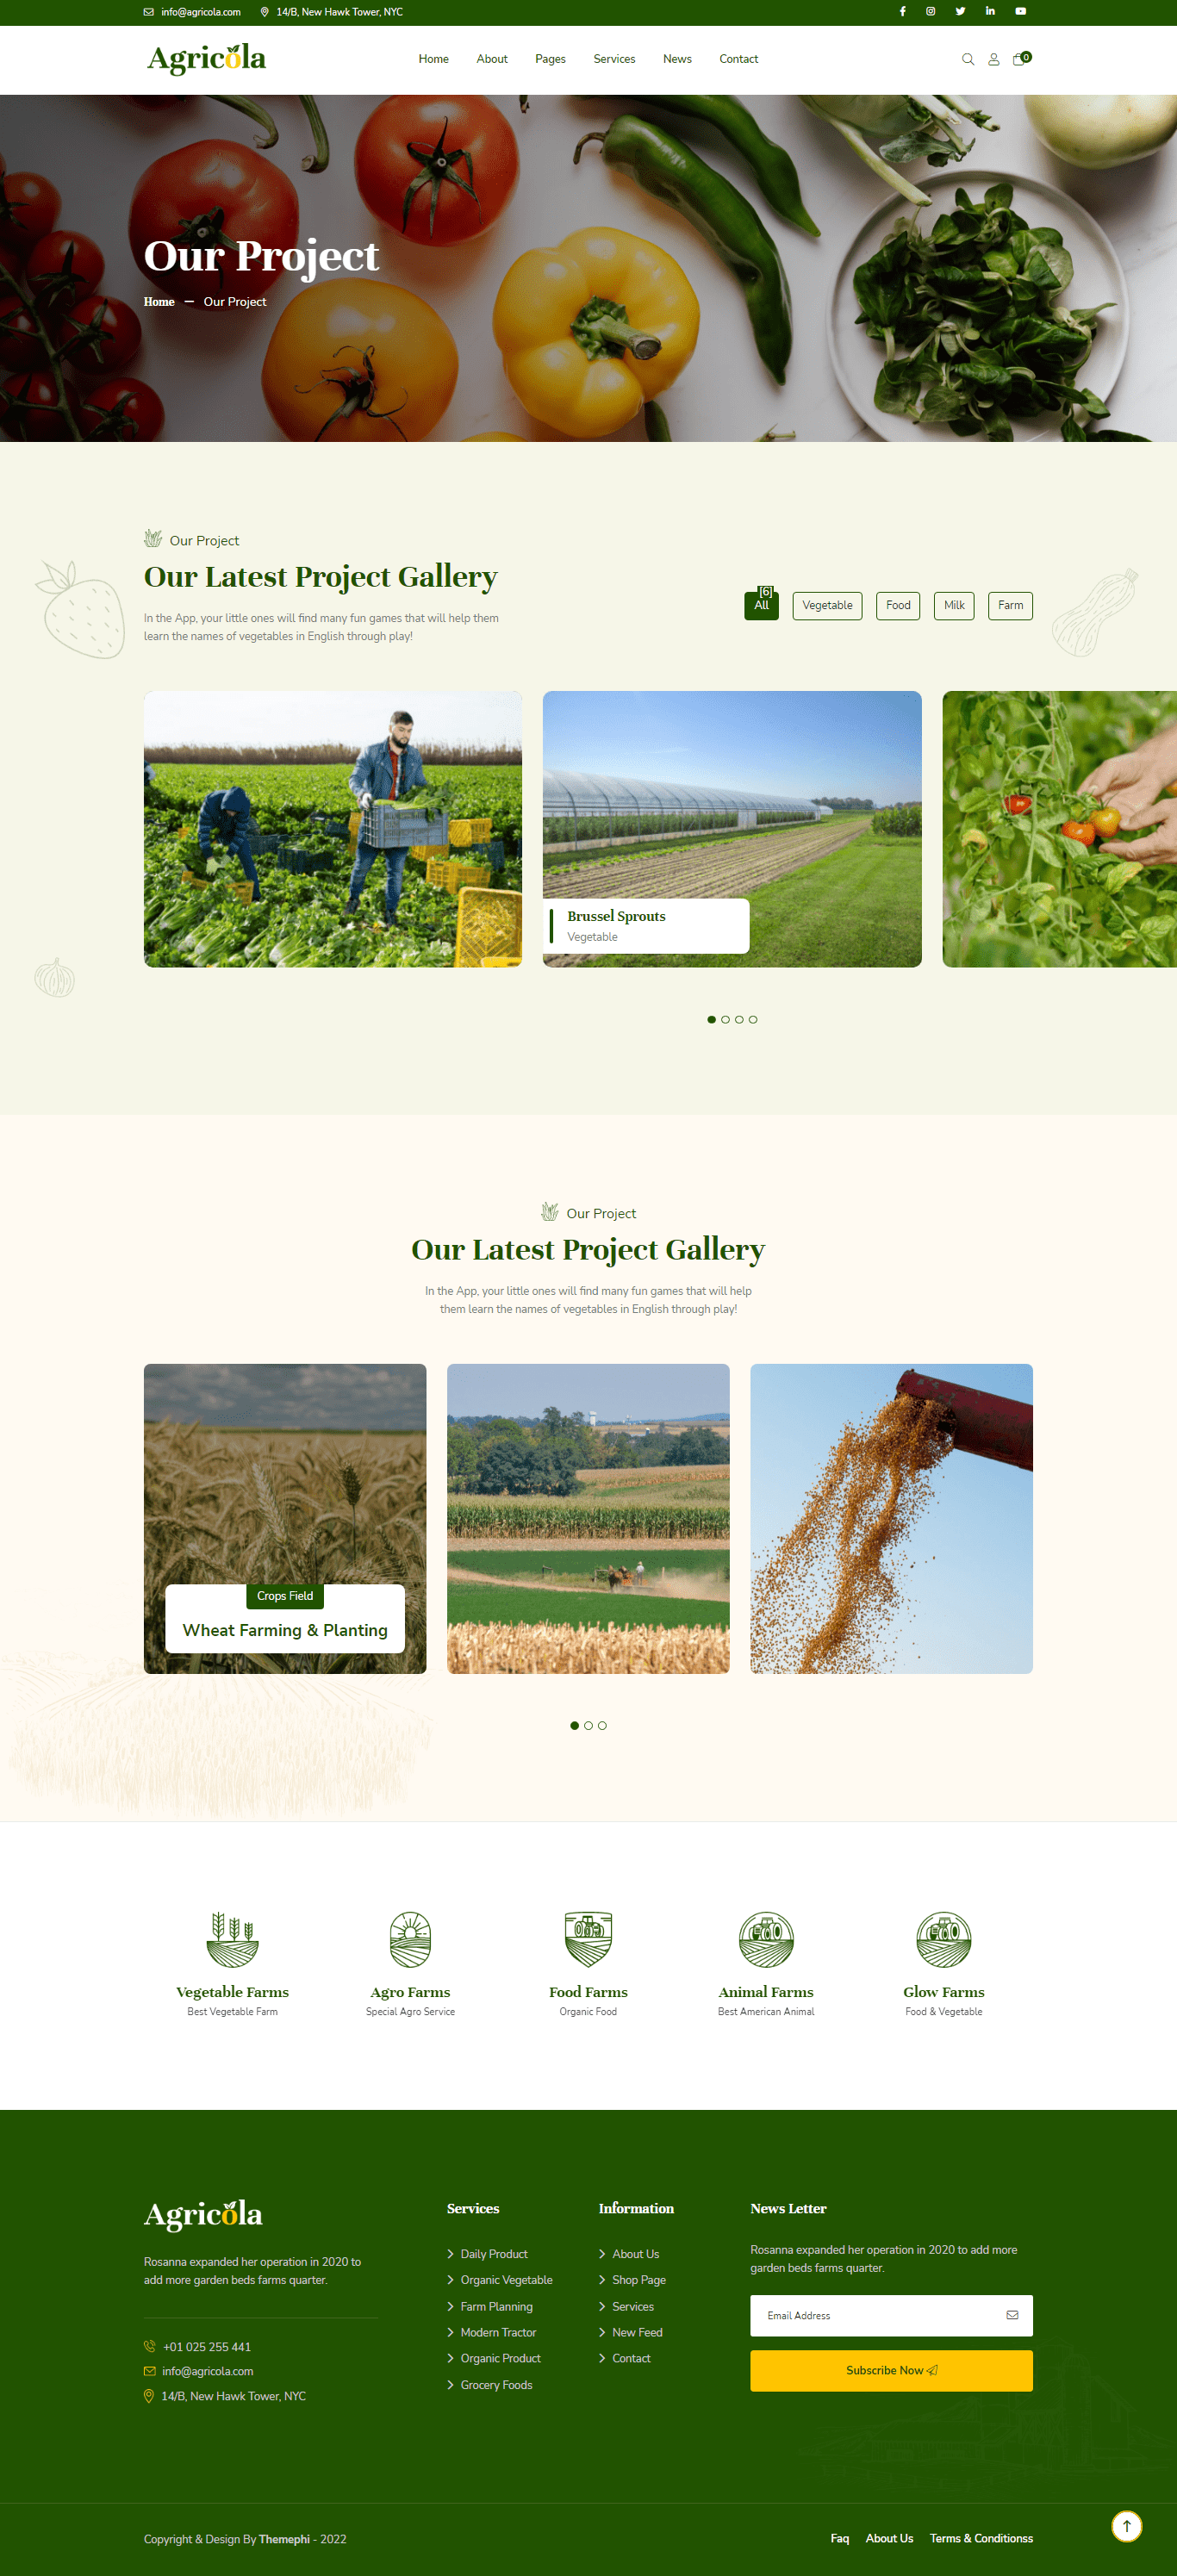 info@agricola.com 14/B, New Hawk Tower, NYC
Agricola Home About Pages Services News Contact 0
Our Project
Home — Our Project
Our Project
Our Latest Project Gallery
In the App, your little ones will find many fun games that will help them
learn the names of vegetables in English through play!
[6]
All Vegetable Food Milk Farm
Brussel Sprouts
Vegetable
Our Project
Our Latest Project Gallery
In the App, your little ones will find many fun games that will help
them learn the names of vegetables in English through play!
Crops Field
Wheat Farming & Planting
Vegetable Farms
Best Vegetable Farm
Agro Farms
Special Agro Service
Food Farms
Organic Food
Animal Farms
Best American Animal
Glow Farms
Food & Vegetable
Agricola
Rosanna expanded her operation in 2020 to
add more garden beds farms quarter.
+01 025 255 441
info@agricola.com
14/B, New Hawk Tower, NYC
Services
Daily Product
Organic Vegetable
Farm Planning
Modern Tractor
Organic Product
Grocery Foods
Information
About Us
Shop Page
Services
New Feed
Contact
News Letter
Rosanna expanded her operation in 2020 to add more
garden beds farms quarter.
Email Address
Subscribe Now
Copyright & Design By Themephi - 2022
Faq About Us Terms & Conditionss